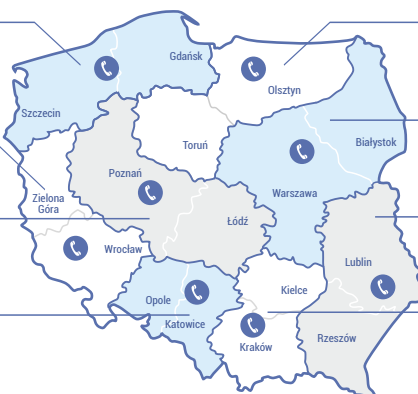 Gdańsk
Olsztyn
Szczecin
Toruń
Białystok
Poznań
Zielona
Góra
Warszawa
Łódź
Wrocław
Lublin
Opole
Kielce
Katowice
Kraków
Rzeszów